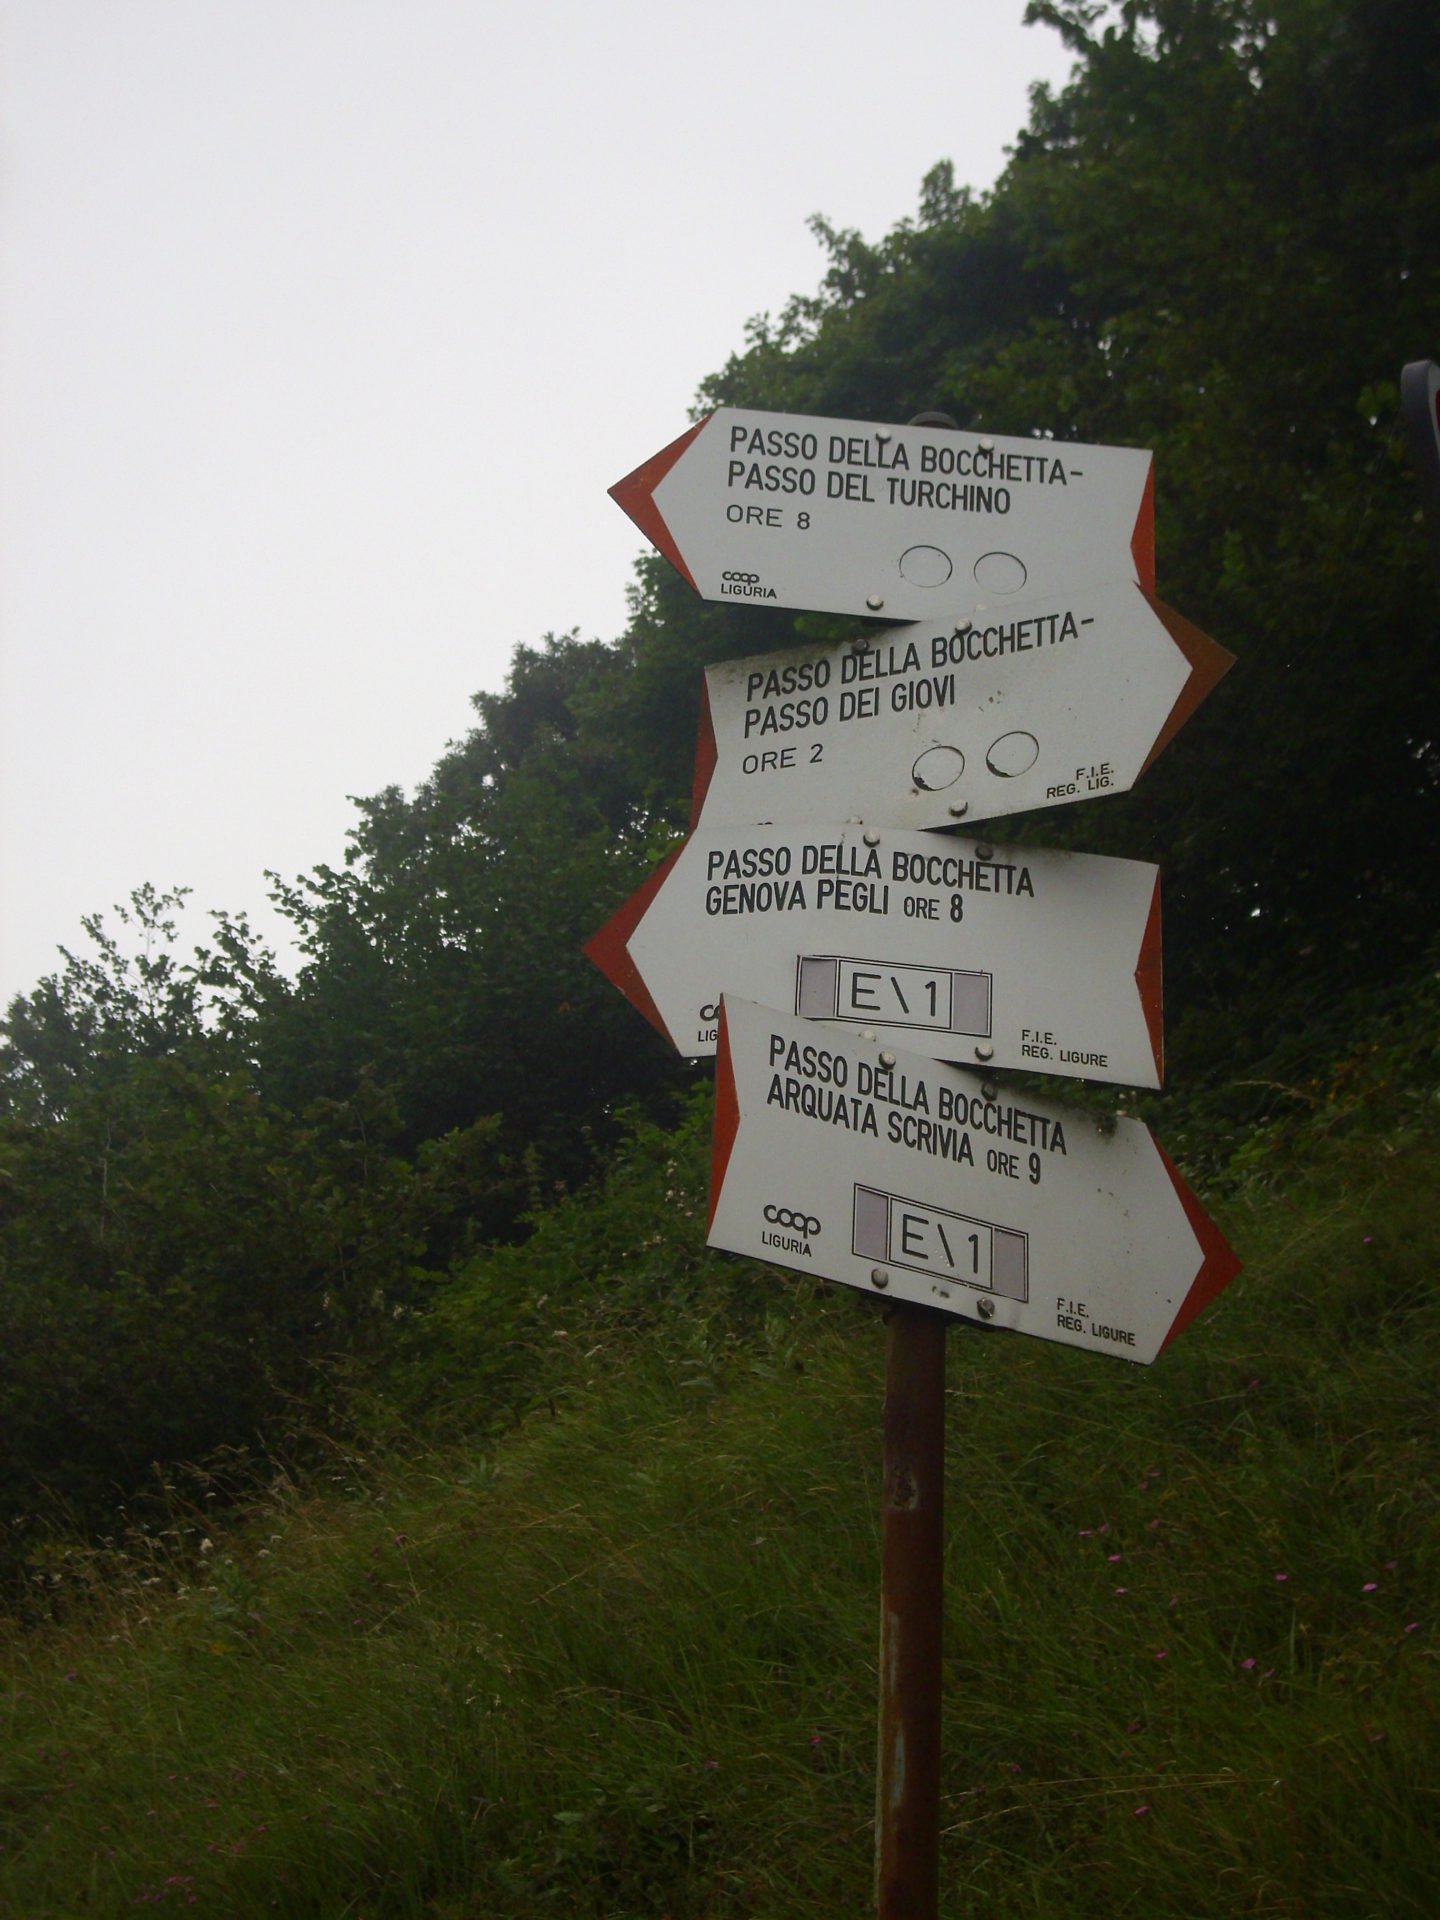 PASSO DELLA BOCCHETTA-
PASSO DEL TURCHINO
ORE 8
coop
LIGURIA
PASSO DELLA BOCCHETTA-
PASSO DEI GIOVI
ORE 2
F.I.E.
REG. LIG.
PASSO DELLA BOCCHETTA
GENOVA PEGLI ORE 8
E\1
F.I.E.
REG. LIGURE
PASSO DELLA BOCCHETTA
ARQUATA SCRIVIA ORE 9
coop
LIGURIA
E\1
F.I.E.
REG. LIGURE